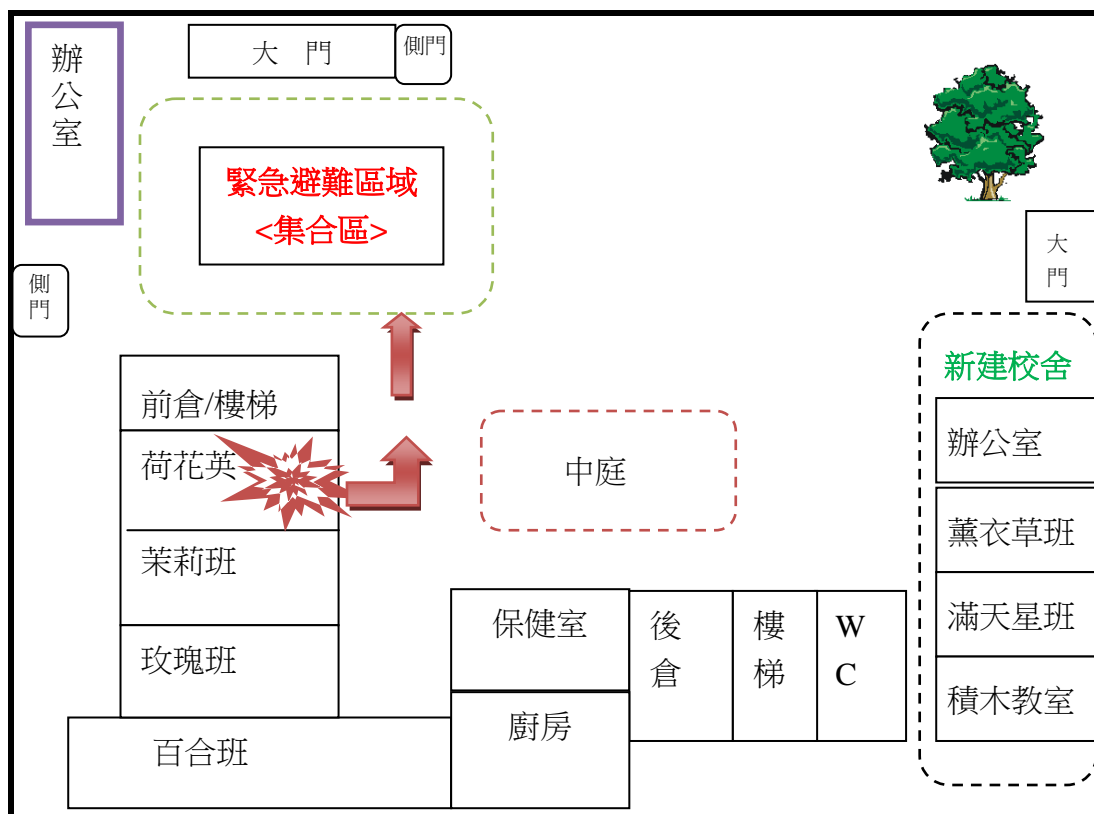 辦
公
室
大 門
側門
緊急避難區域
<集合區>
側
門
大
門
新建校舍
前倉/樓梯
荷花英
茉莉班
玫瑰班
百合班
中庭
保健室
廚房
後
倉
樓
梯
W
C
辦公室
薰衣草班
滿天星班
積木教室